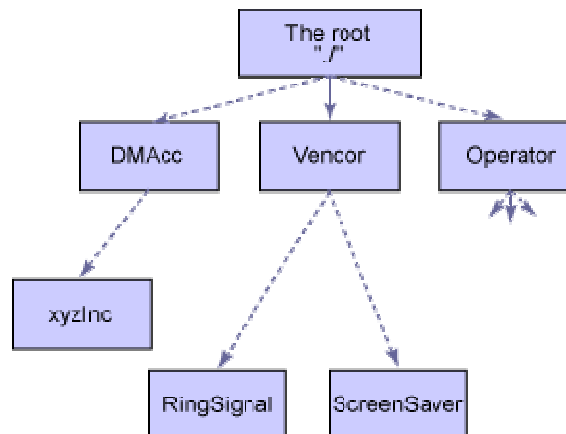 The root
"./"
DMAcc
Vencor
Operator
xyzInc
RingSignal
ScreenSaver